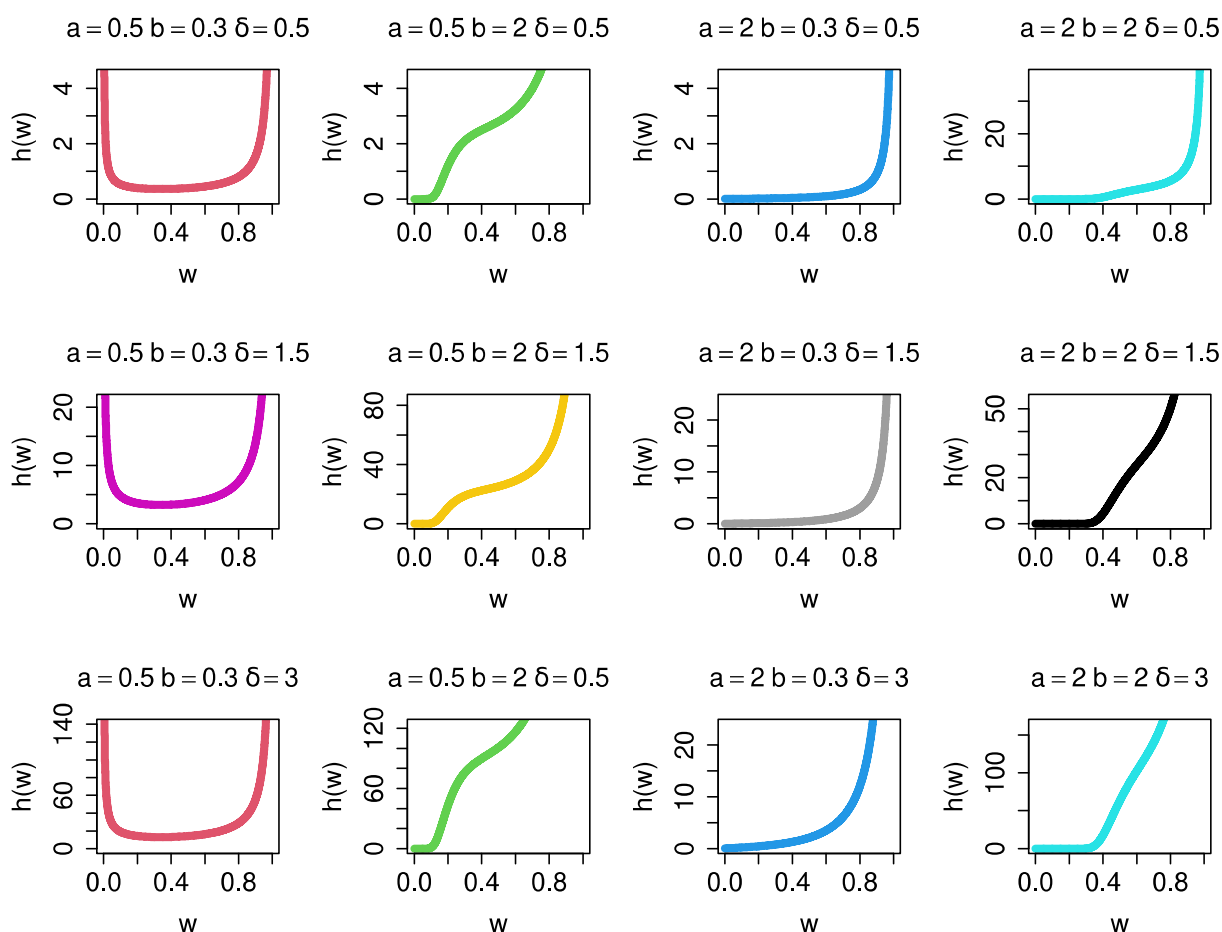 a = 0.5 b = 0.3 δ = 0.5
a = 0.5 b = 2 δ = 0.5
a = 2 b = 0.3 δ = 0.5
a = 2 b = 2 δ = 0.5
h(w)
0 2 4
0.0 0.4 0.8
w
h(w)
0 2 4
0.0 0.4 0.8
w
h(w)
0 2 4
0.0 0.4 0.8
w
h(w)
0 20
0.0 0.4 0.8
w
a = 0.5 b = 0.3 δ = 1.5
a = 0.5 b = 2 δ = 1.5
a = 2 b = 0.3 δ = 1.5
a = 2 b = 2 δ = 1.5
h(w)
0 10 20
0.0 0.4 0.8
w
h(w)
0 40 80
0.0 0.4 0.8
w
h(w)
0 10 20
0.0 0.4 0.8
w
h(w)
0 20 50
0.0 0.4 0.8
w
a = 0.5 b = 0.3 δ = 3
a = 0.5 b = 2 δ = 0.5
a = 2 b = 0.3 δ = 3
a = 2 b = 2 δ = 3
h(w)
0 60 140
0.0 0.4 0.8
w
h(w)
0 60 120
0.0 0.4 0.8
w
h(w)
0 10 20
0.0 0.4 0.8
w
h(w)
0 100
0.0 0.4 0.8
w